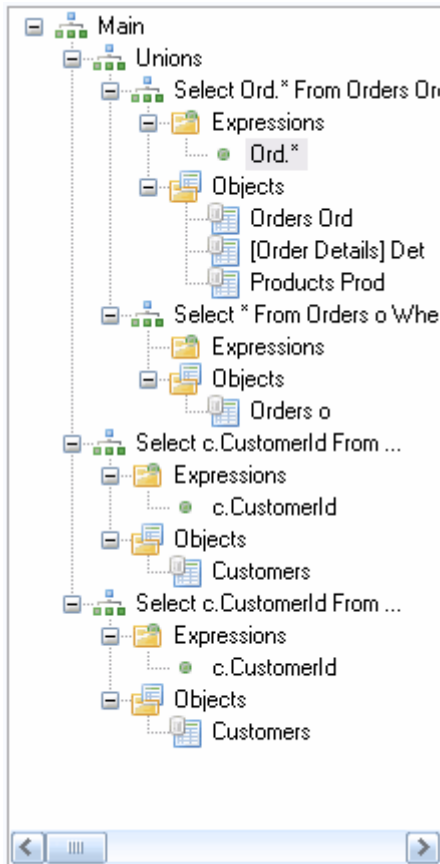 Main
Unions
Select Ord.* From Orders Ord
Expressions
Ord.*
Objects
Orders Ord
[Order Details] Det
Products Prod
Select * From Orders o Whe
Expressions
Objects
Orders o
Select c.CustomerId From ...
Expressions
c.CustomerId
Objects
Customers
Select c.CustomerId From ...
Expressions
c.CustomerId
Objects
Customers